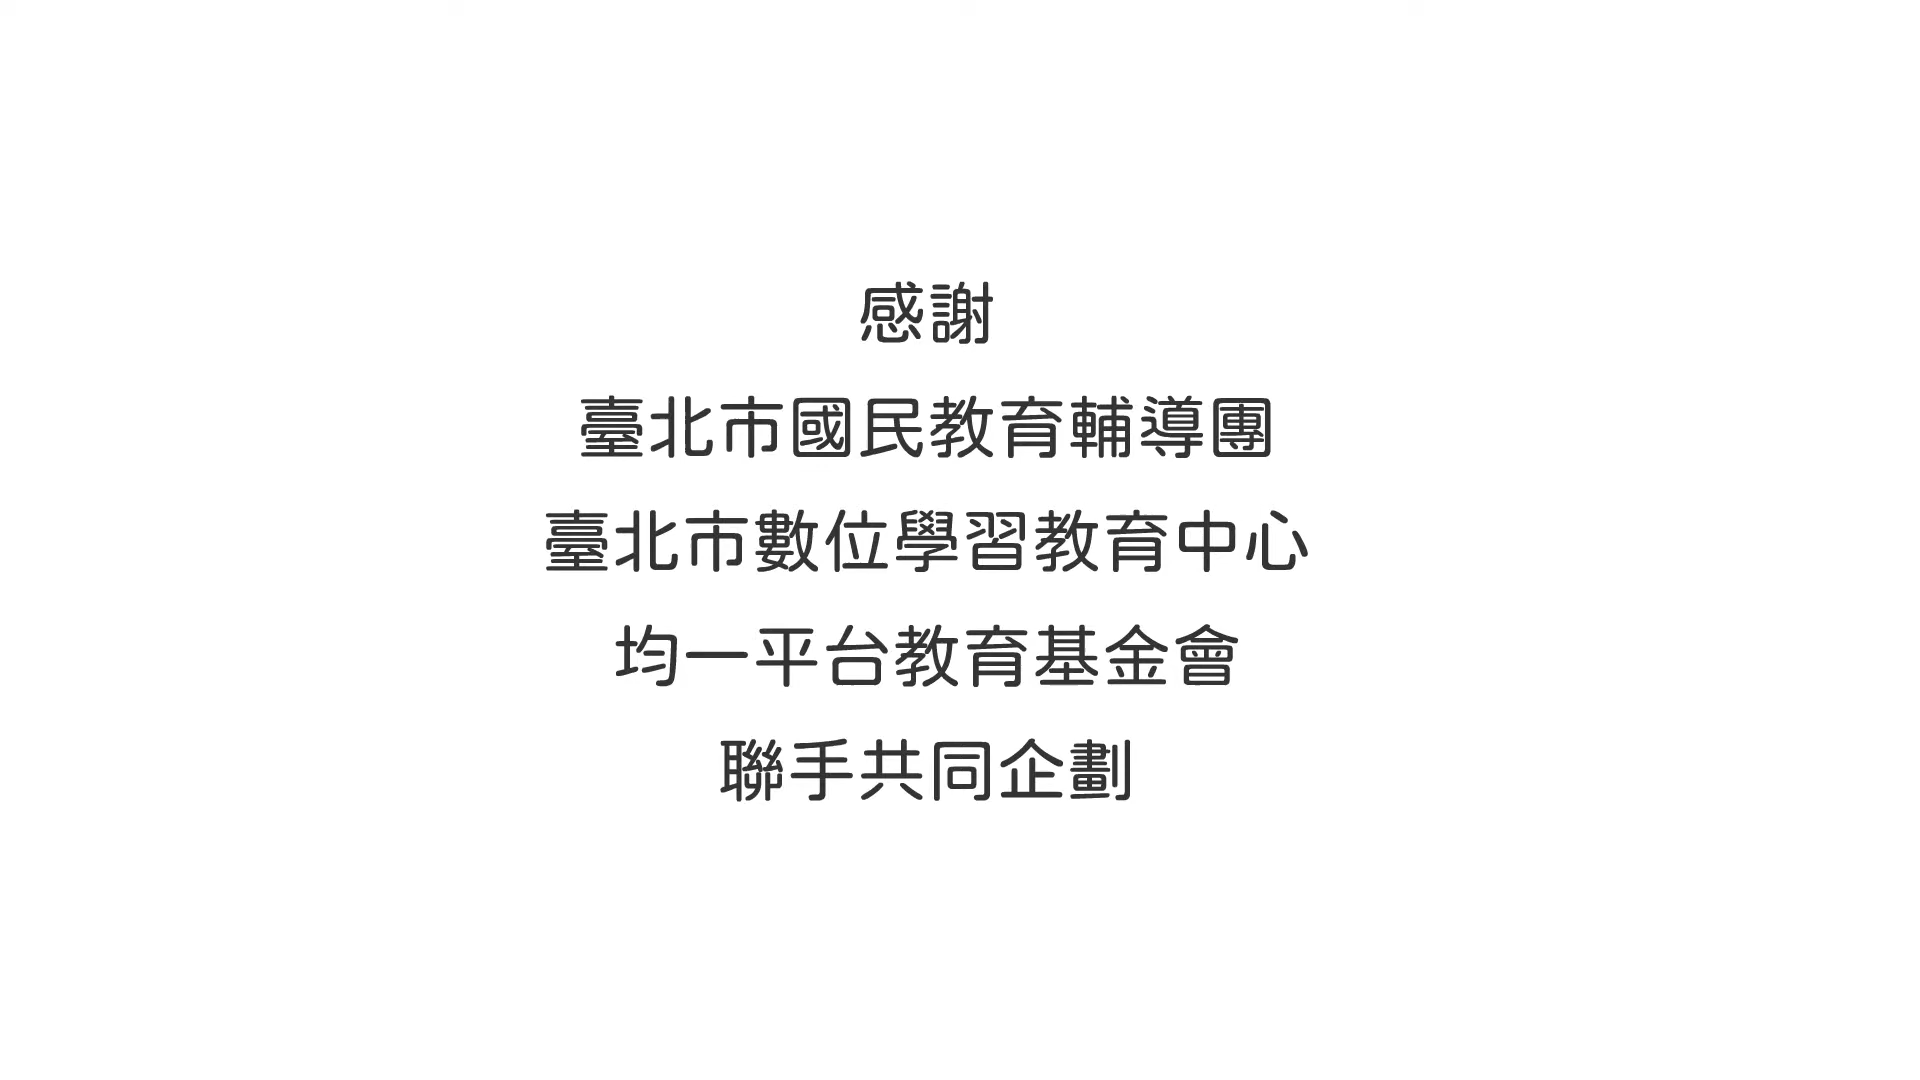 感謝
臺北市國民教育輔導團
臺北市數位學習教育中心
均一平台教育基金會
聯手共同企劃